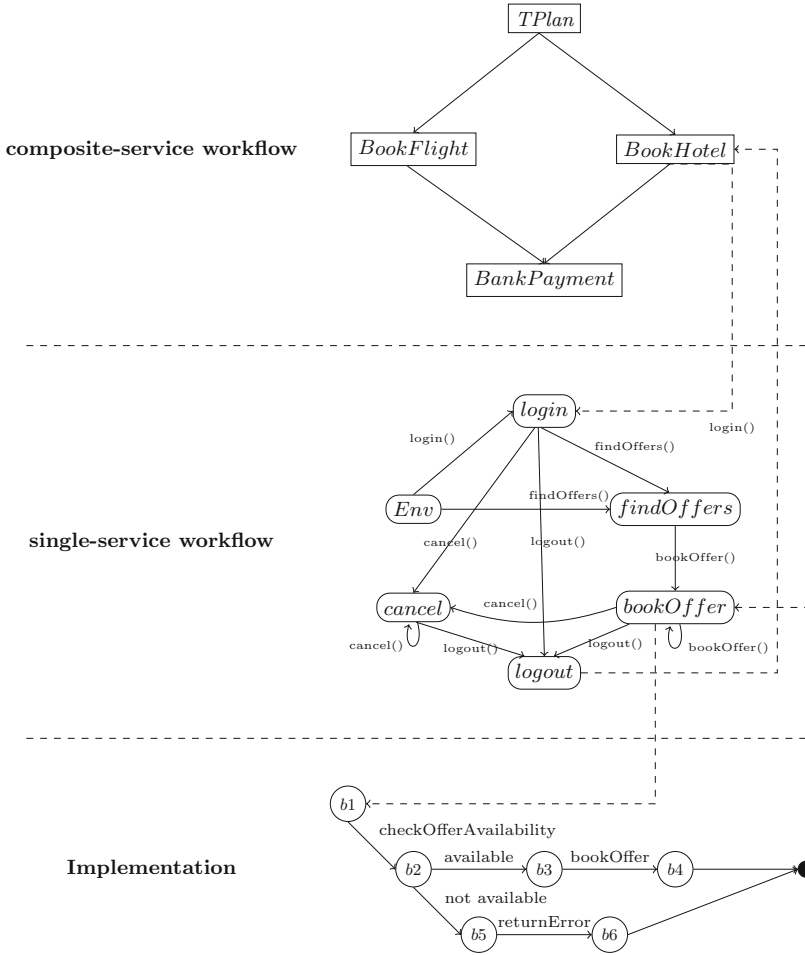 TPlan
composite-service workflow
BookFlight
BookHotel
BankPayment
login
login()
login()
findOffers()
Env
findOffers()
findOffers
single-service workflow
cancel()
logout()
bookOffer()
cancel
cancel()
bookOffer
cancel()
logout()
logout()
bookOffer()
logout
b1
checkOfferAvailability
Implementation
b2
available
b3
bookOffer
b4
not available
b5
returnError
b6